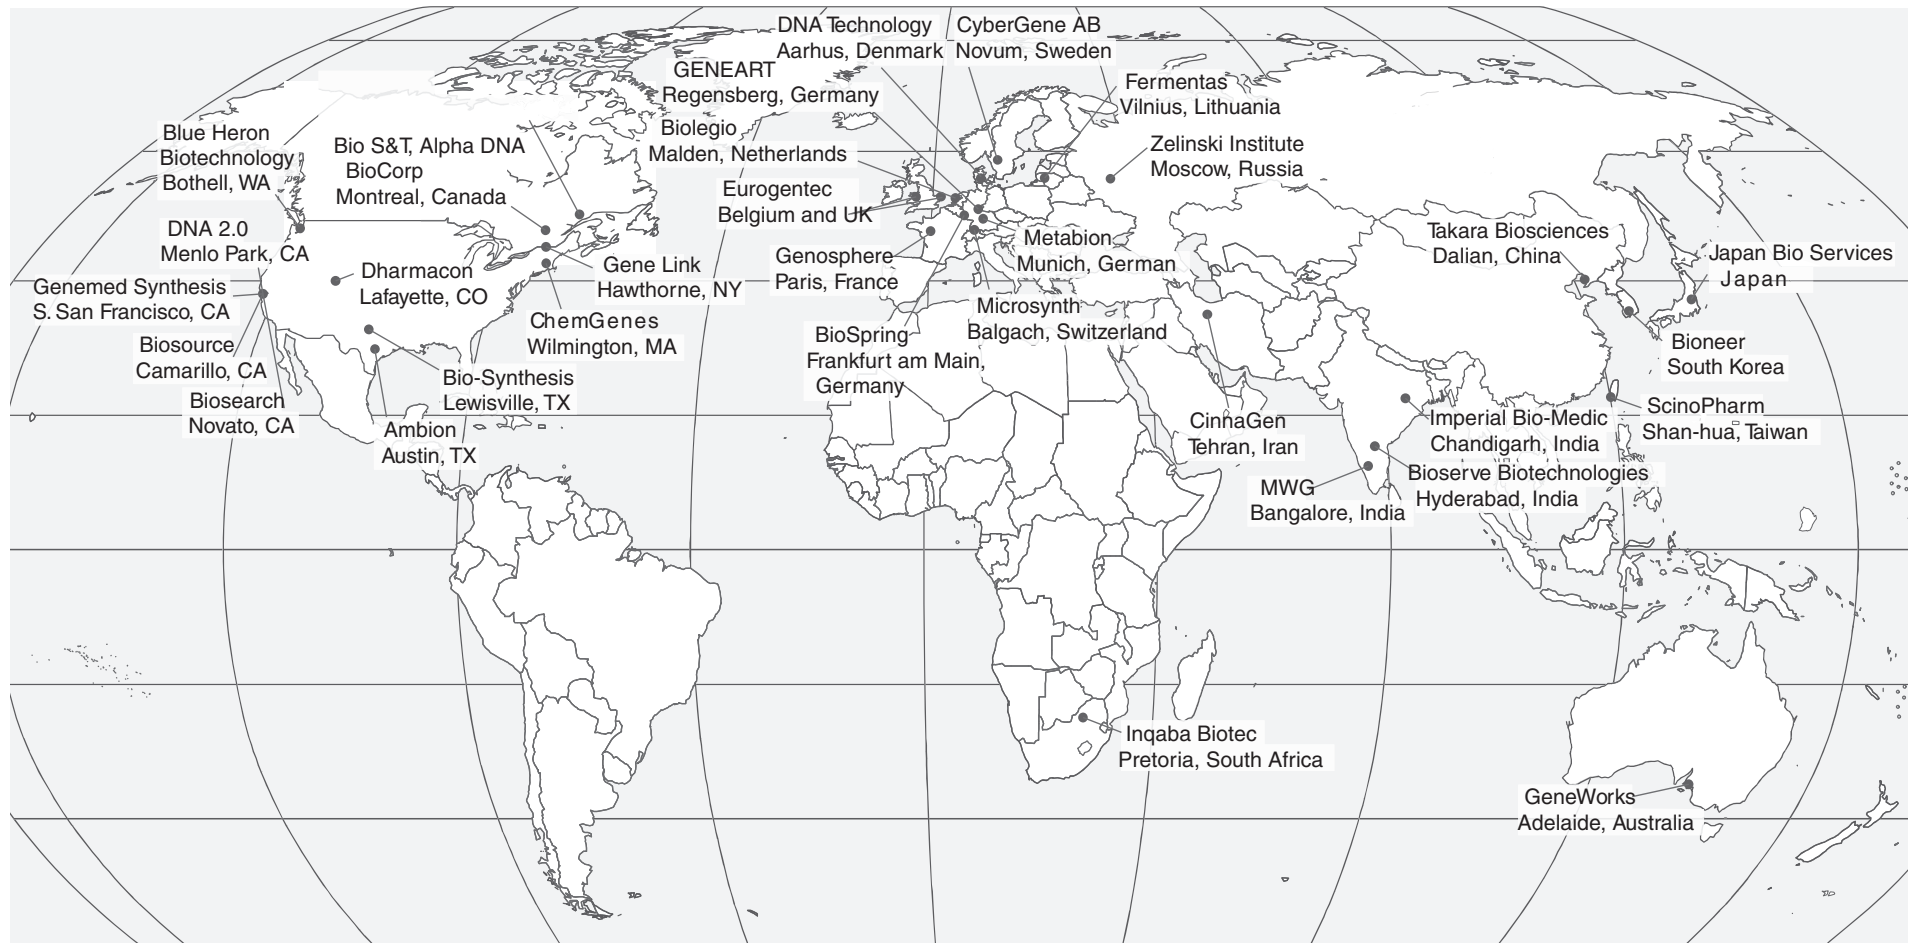 DNA Technology
Aarhus, Denmark
CyberGene AB
Novum, Sweden
GENEART
Regensberg, Germany
Fermentas
Vilnius, Lithuania
Blue Heron
Biotechnology
Bothell, WA
Bio S&T, Alpha DNA
BioCorp
Montreal, Canada
Biolegio
Malden, Netherlands
Zelinski Institute
Moscow, Russia
Eurogentec
Belgium and UK
DNA 2.0
Menlo Park, CA
Dharmacon
Lafayette, CO
Gene Link
Hawthorne, NY
Genosphere
Paris, France
Metabion
Munich, German
Takara Biosciences
Dalian, China
Japan Bio Services
Japan
Genemed Synthesis
S. San Francisco, CA
ChemGenes
Wilmington, MA
Microsynth
Balgach, Switzerland
BioSpring
Frankfurt am Main,
Germany
Biosource
Camarillo, CA
Bioneer
South Korea
Bio-Synthesis
Lewisville, TX
Biosearch
Novato, CA
Ambion
Austin, TX
CinnaGen
Tehran, Iran
Imperial Bio-Medic
Chandigarh, India
ScinoPharm
Shan-hua, Taiwan
Bioserve Biotechnologies
Hyderabad, India
MWG
Bangalore, India
Inqaba Biotec
Pretoria, South Africa
GeneWorks
Adelaide, Australia